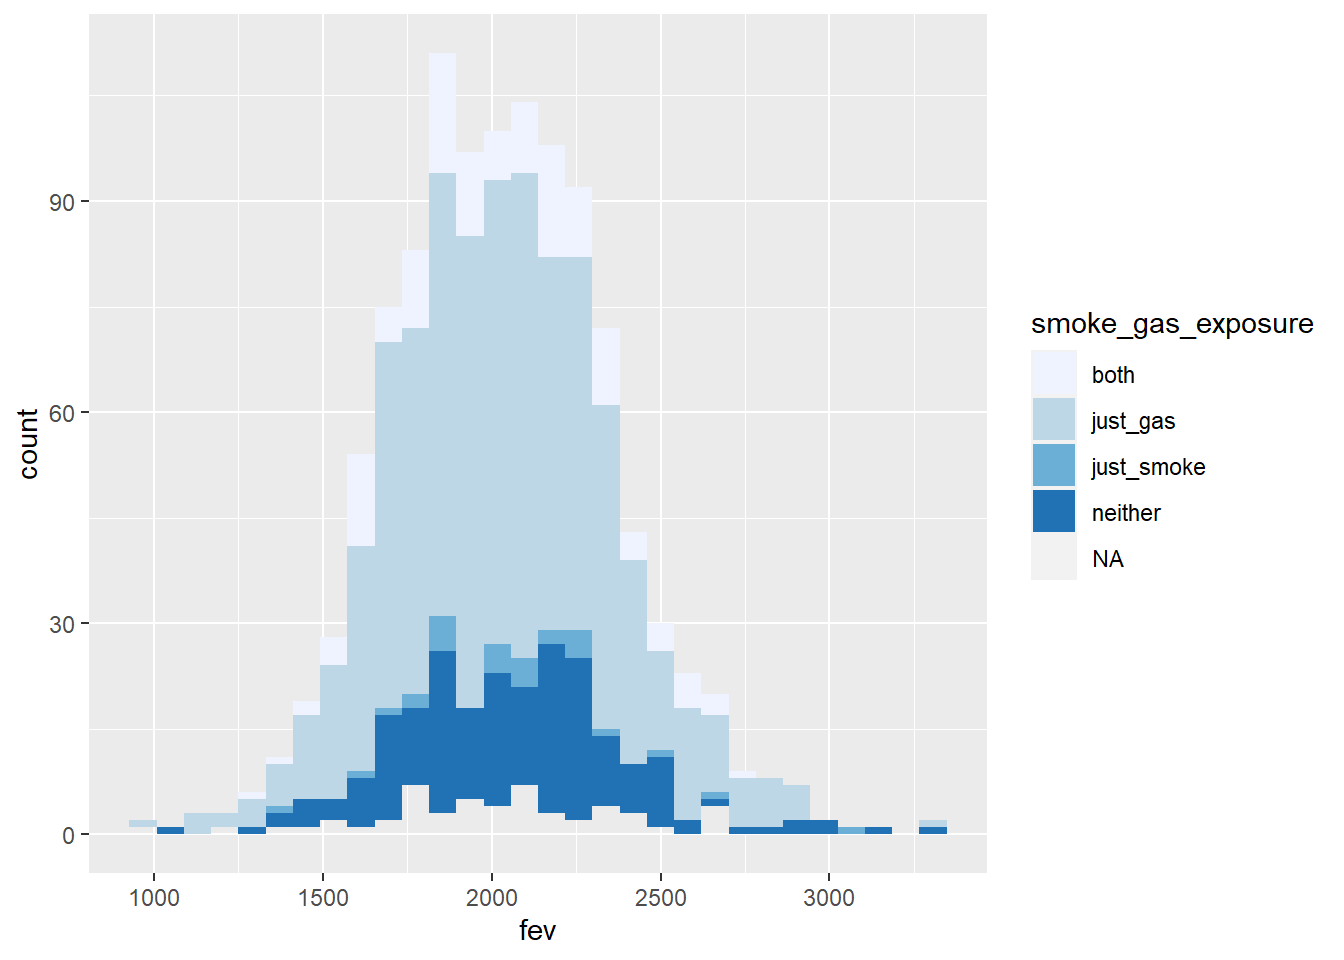 90
60
30
0
count
1000 1500 2000 2500 3000
fev
smoke_gas_exposure
both
just_gas
just_smoke
neither
NA